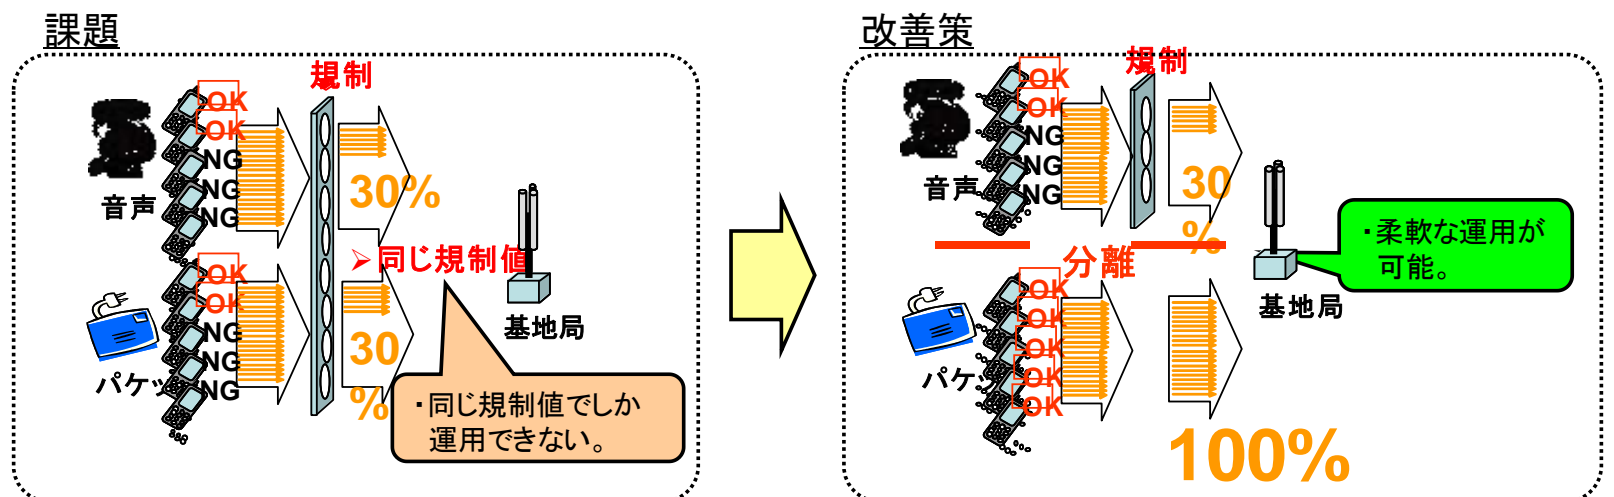 課題
規制
OK
OK
NG
NG
NG
音声
30%
➢同じ規制値
OK
OK
NG
NG
NG
パケッ
30
%
基地局
・同じ規制値でしか
運用できない。
改善策
規制
OK
OK
NG
NG
NG
音声
30
%
分離
OK
OK
OK
OK
OK
パケッ
100%
基地局
・柔軟な運用が
可能。